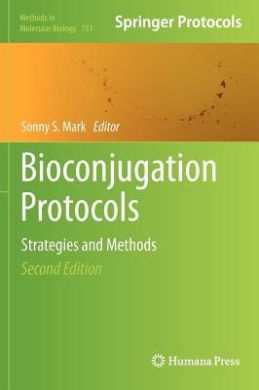 Methods in
Molecular Biology 751
Springer Protocols
Sonny S. Mark Editor
Bioconjugation
Protocols
Strategies and Methods
Second Edition
Humana Press